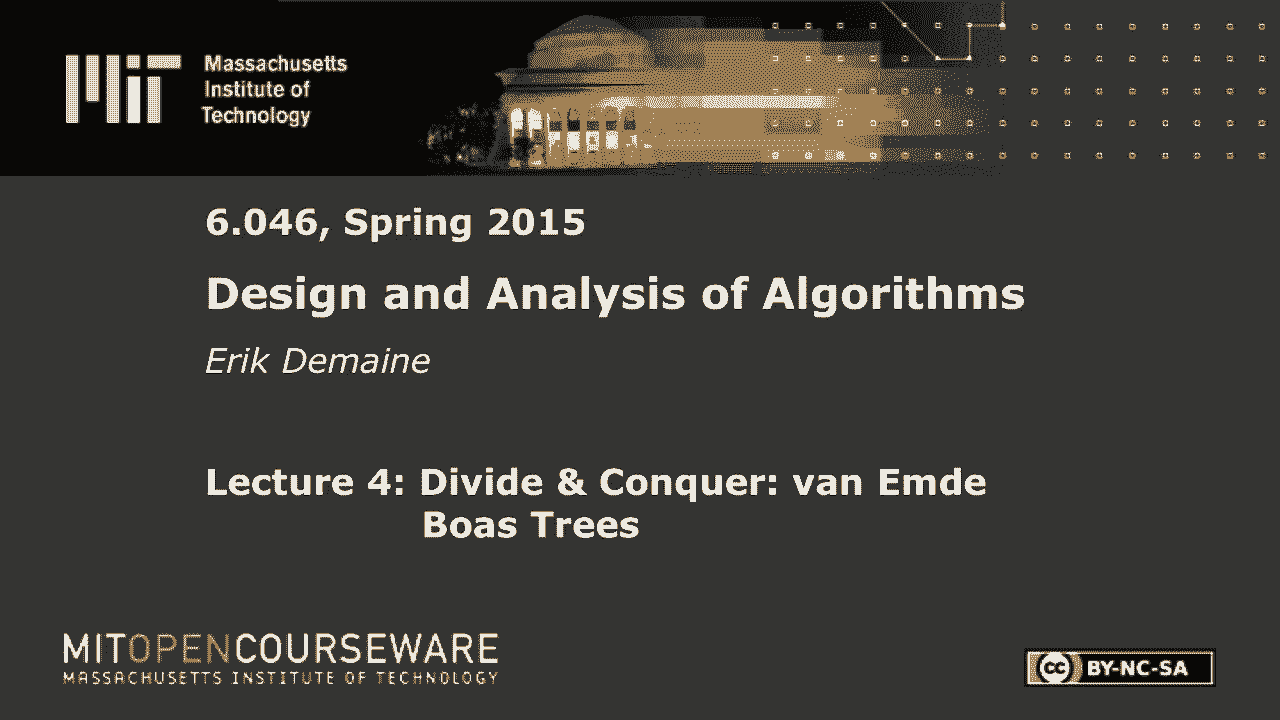 MIT
Massachusetts
Institute of
Technology
6.046, Spring 2015
Design and Analysis of Algorithms
Erik Demaine
Lecture 4: Divide & Conquer: van Emde
Boas Trees
MITOPENCOURSEWARE
MASSACHUSETTS INSTITUTE OF TECHNOLOGY
cc BY-NC-SA